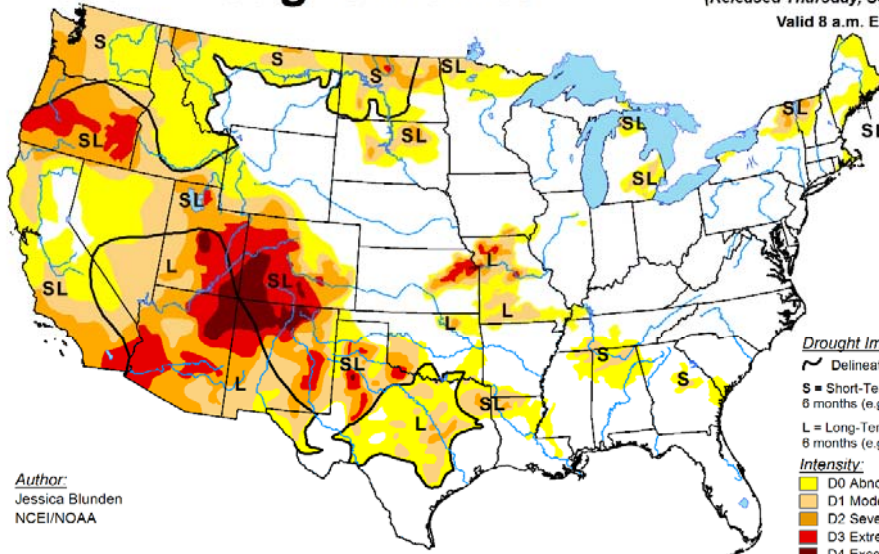 (Released Thursday,
Valid 8 a.m. E
S
S
S
SL
SL
SL
SL
SL
SL
SL
SL
L
SL
L
SL
L
L
SL
L
S
L
SL
S
L
Drought Im
Delinea
S = Short-Te
6 months (e.g
L = Long-Ter
6 months (e.g
Intensity:
D0 Abno
D1 Mode
D2 Seve
D3 Extre
D4 Exce
Author:
Jessica Blunden
NCEI/NOAA